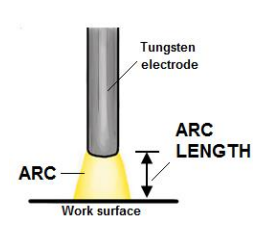 Tungsten
electrode
ARC
LENGTH
ARC
Work surface